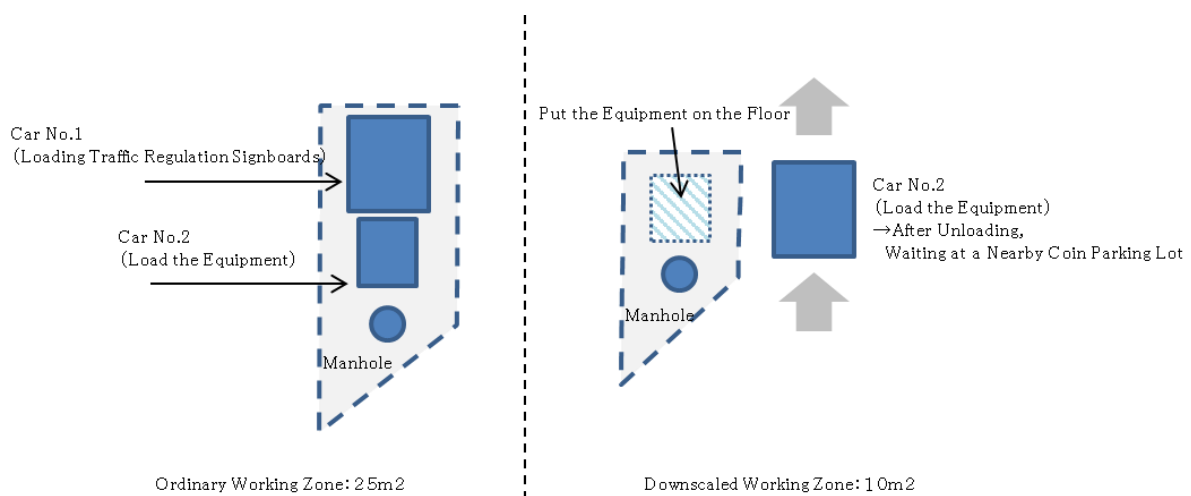 Car No.1
(Loading Traffic Regulation Signboards)
Car No.2
(Load the Equipment)
Manhole
Ordinary Working Zone: 25m2
Put the Equipment on the Floor
Car No.2
(Load the Equipment)
→After Unloading,
Waiting at a Nearby Coin Parking Lot
Manhole
Downscaled Working Zone: 10m2